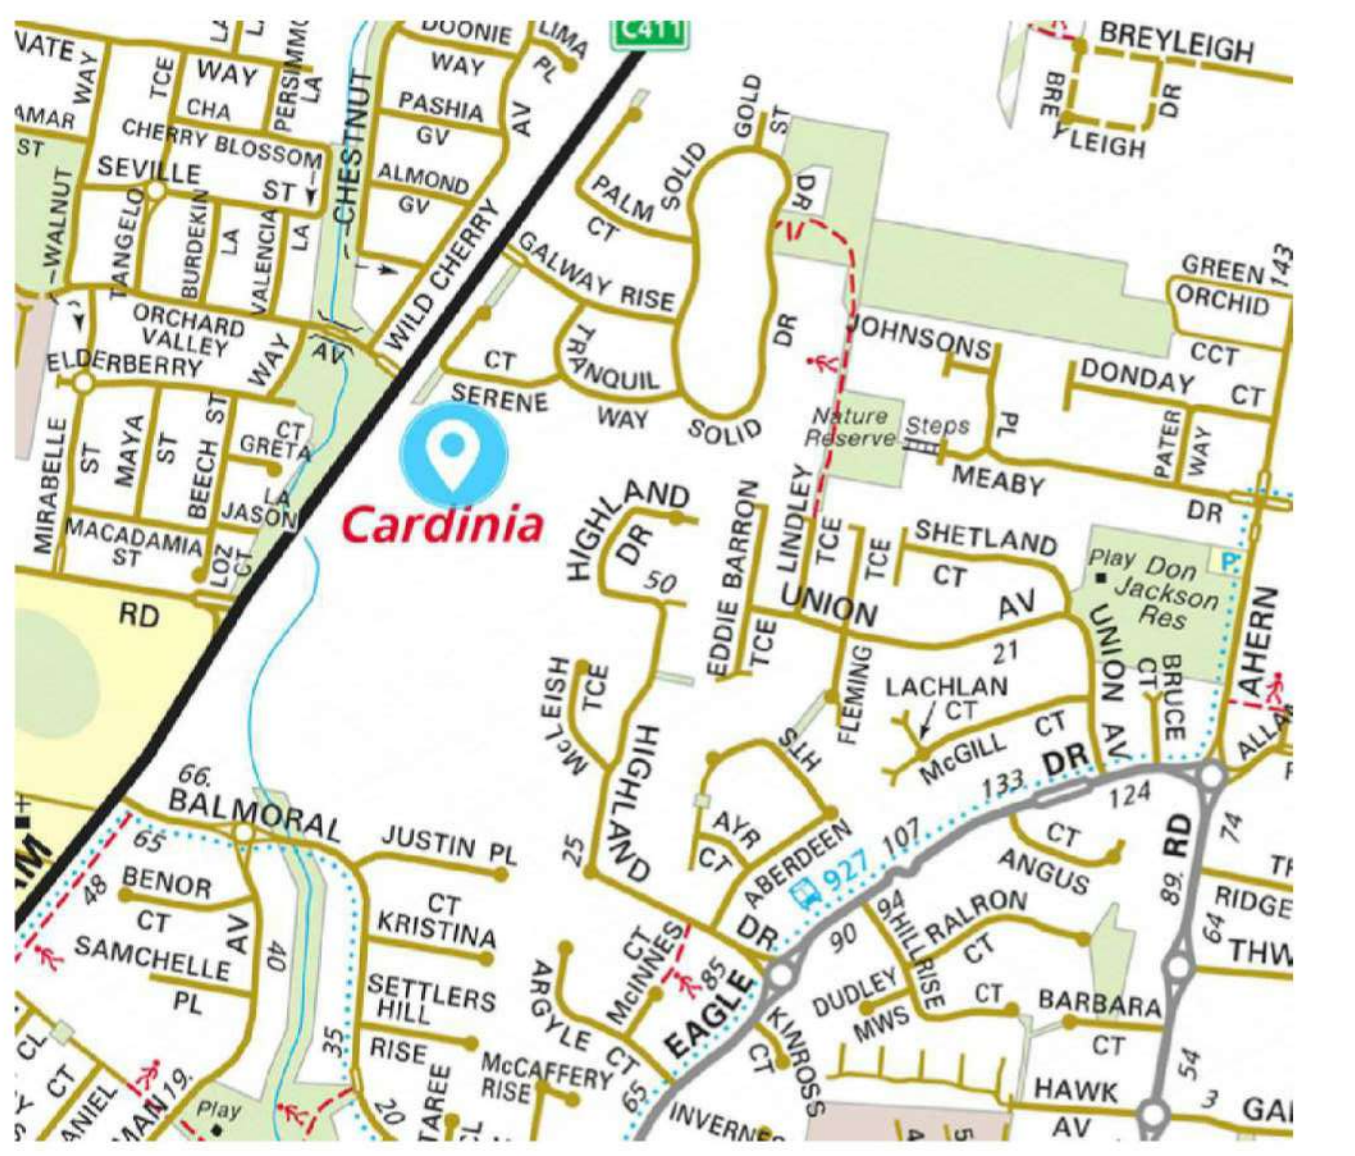 C411
NATE
WAY
TCE
WAY
CHA
PERSIMMO
LA
AMAR
ST
CHERRY BLOSSOM
SEVILLE
ST
WALNUT
TANGELO
BURDEKIN
LA
VALENCIA
LA
CHESTNUT
DOONIE
WAY
LIMA
PL
PASHIA
GV
AV
ALMOND
GV
WILD CHERRY
ORCHARD
VALLEY
AV
WAY
ELDERBERRY
MIRABELLE
ST
MAYA
ST
BEECH ST
CT
GRETA
LA
JASON
MACADAMIA
ST
LOZ
CT
RD
PALM
CT
SOLID
GOLD
ST
DR
GALWAY RISE
TRANQUIL
WAY
CT
SERENE
SOLID
DR
Cardinia
BREYLEIGH
BRE
YLEIGH
DR
GREEN
ORCHID
CCT
143
JOHNSONS
PL
DONDAY
CT
PATER
WAY
Nature
Reserve
Steps
MEABY
DR
HIGHLAND
DR
50
EDDIE BARRON
TCE
LINDLEY
TCE
TCE
SHETLAND
CT
UNION
AV
21
Play
Don
Jackson
Res
P
AHERN
UNION AV
BRUCE
CT
FLEMING
LACHLAN
CT
McGILL
CT
McLEISH
TCE
HIGHLAND
25
HTS
AYR
CT
ABERDEEN
DR
927
107
133
DR
124
ALLA
66
BALMORAL
65
48
BENOR
CT
SAMCHELLE
PL
AV
40
JUSTIN PL
CT
KRISTINA
SETTLERS
HILL
RISE
35
20
TAREE
McCAFFERY
RISE
ARGYLE
CT
McINNES
CT
85
EAGLE
65
KINROSS
CT
INVERNE
CT
ANGUS
94
90
HILLRISE
RALRON
CT
DUDLEY
MWS
CT
BARBARA
CT
RD
89
74
64
54
RIDGE
THW
HAWK
AV
3
GA
CL
CT
ANIEL
MAN
19
Play